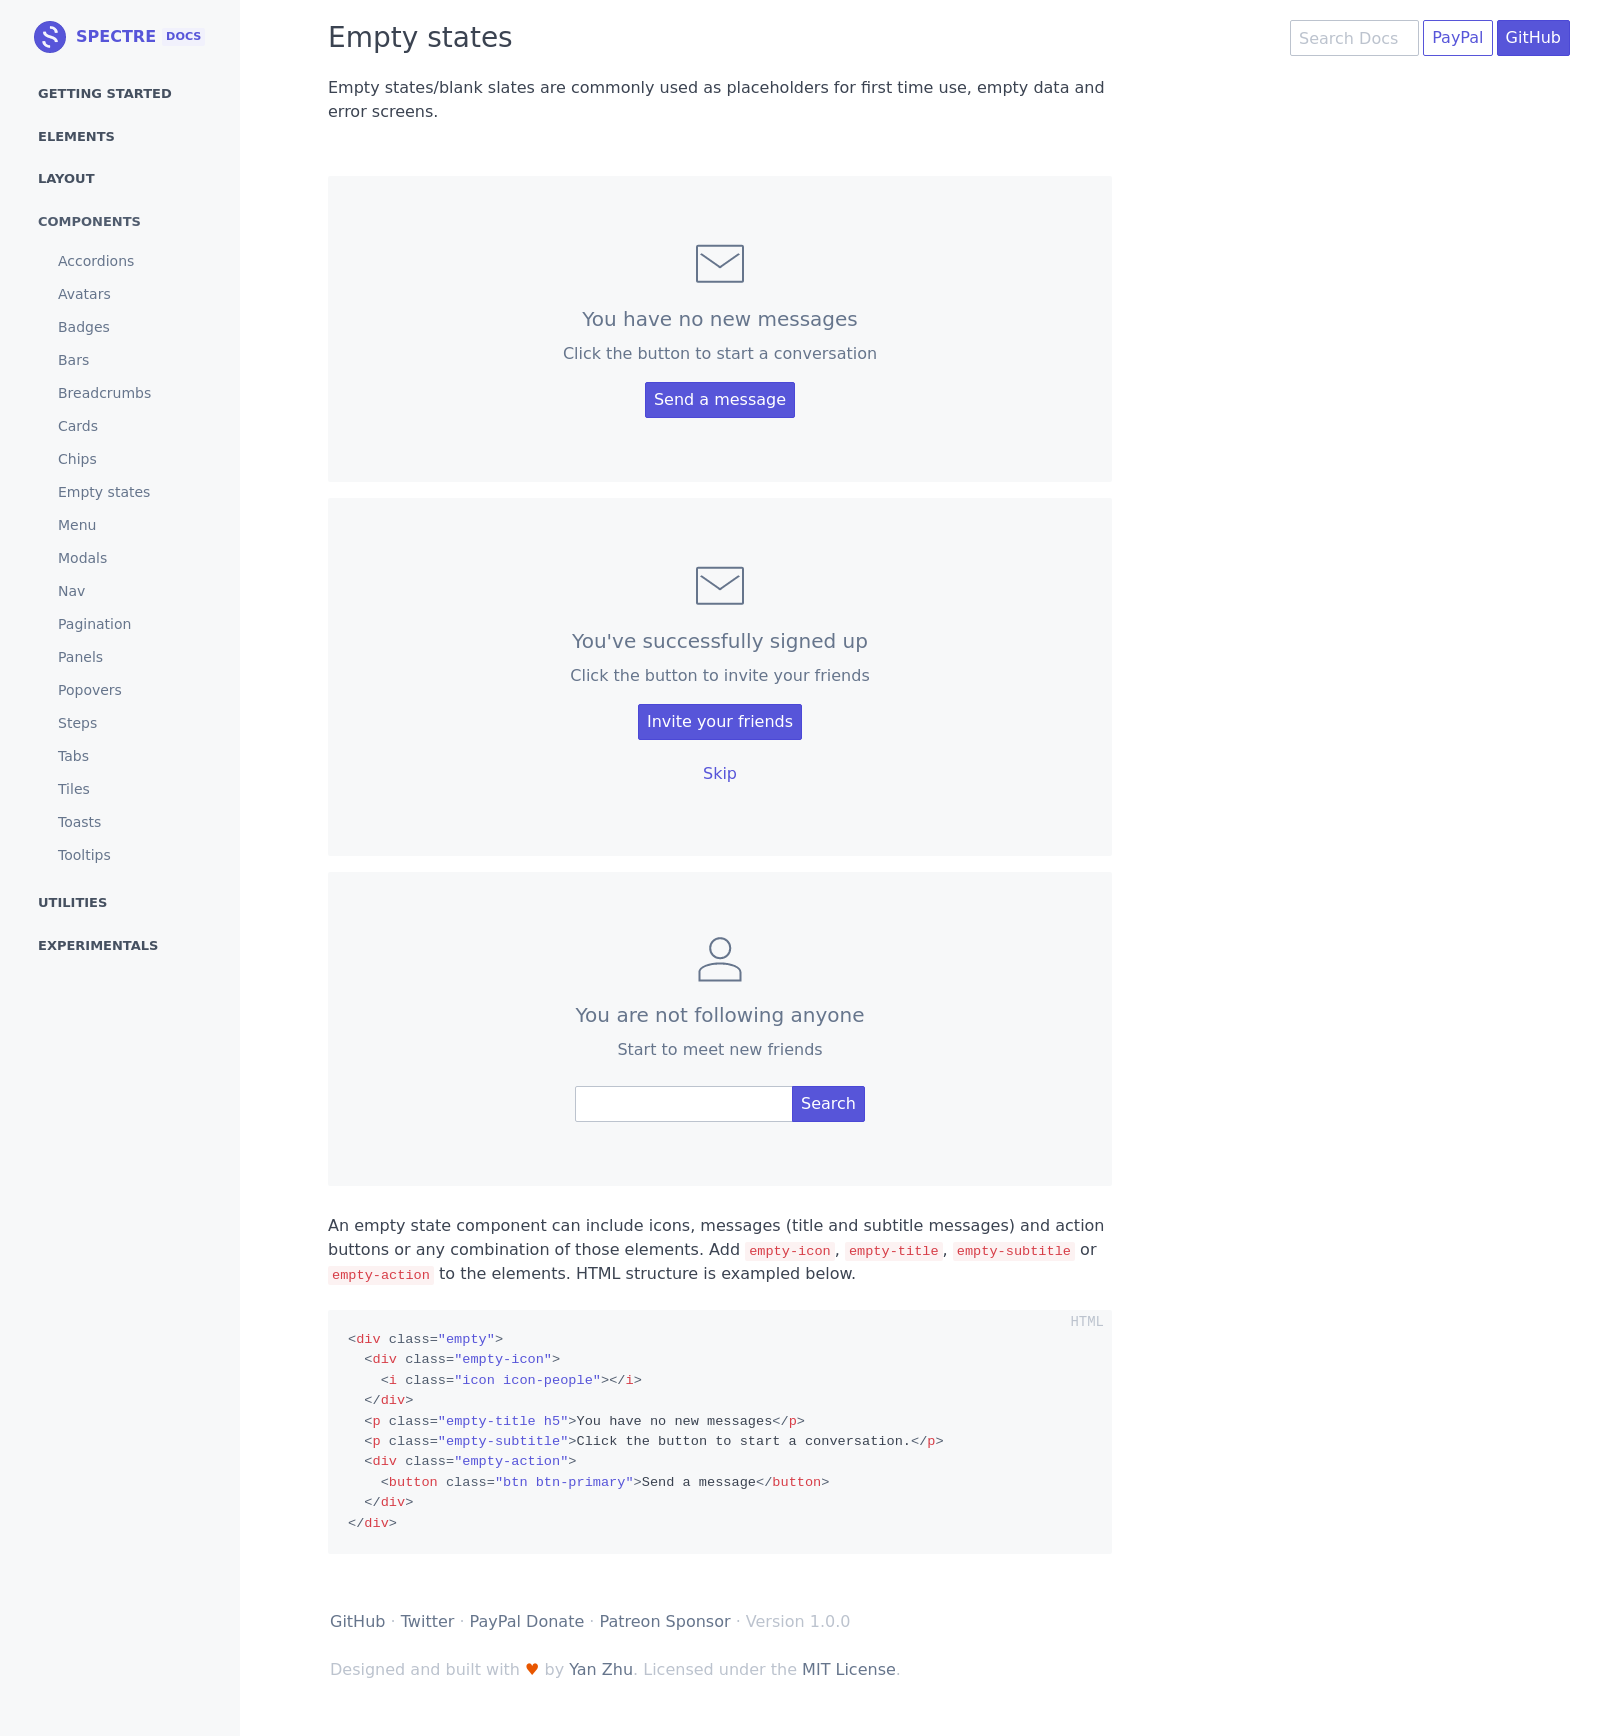 SPECTRE DOCS
GETTING STARTED
ELEMENTS
LAYOUT
COMPONENTS
Accordions
Avatars
Badges
Bars
Breadcrumbs
Cards
Chips
Empty states
Menu
Modals
Nav
Pagination
Panels
Popovers
Steps
Tabs
Tiles
Toasts
Tooltips
UTILITIES
EXPERIMENTALS
Empty states
Search Docs
PayPal
GitHub
Empty states/blank slates are commonly used as placeholders for first time use, empty data and
error screens.
You have no new messages
Click the button to start a conversation
Send a message
You've successfully signed up
Click the button to invite your friends
Invite your friends
Skip
You are not following anyone
Start to meet new friends
Search
An empty state component can include icons, messages (title and subtitle messages) and action
buttons or any combination of those elements. Add empty-icon, empty-title, empty-subtitle or
empty-action to the elements. HTML structure is exampled below.
HTML
<div class="empty">
  <div class="empty-icon">
    <i class="icon icon-people"></i>
  </div>
  <p class="empty-title h5">You have no new messages</p>
  <p class="empty-subtitle">Click the button to start a conversation.</p>
  <div class="empty-action">
    <button class="btn btn-primary">Send a message</button>
  </div>
</div>
GitHub · Twitter · PayPal Donate · Patreon Sponsor · Version 1.0.0
Designed and built with ♥ by Yan Zhu. Licensed under the MIT License.